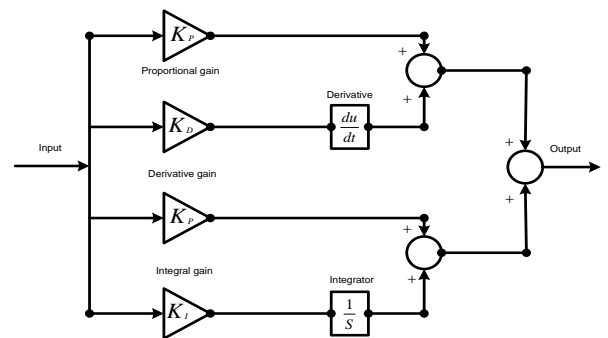 K_P
+
Proportional gain
+
Derivative
K_D
du
dt
+
Input
Output
+
Derivative gain
K_P
+
Integral gain
Integrator
+
K_I
1
S